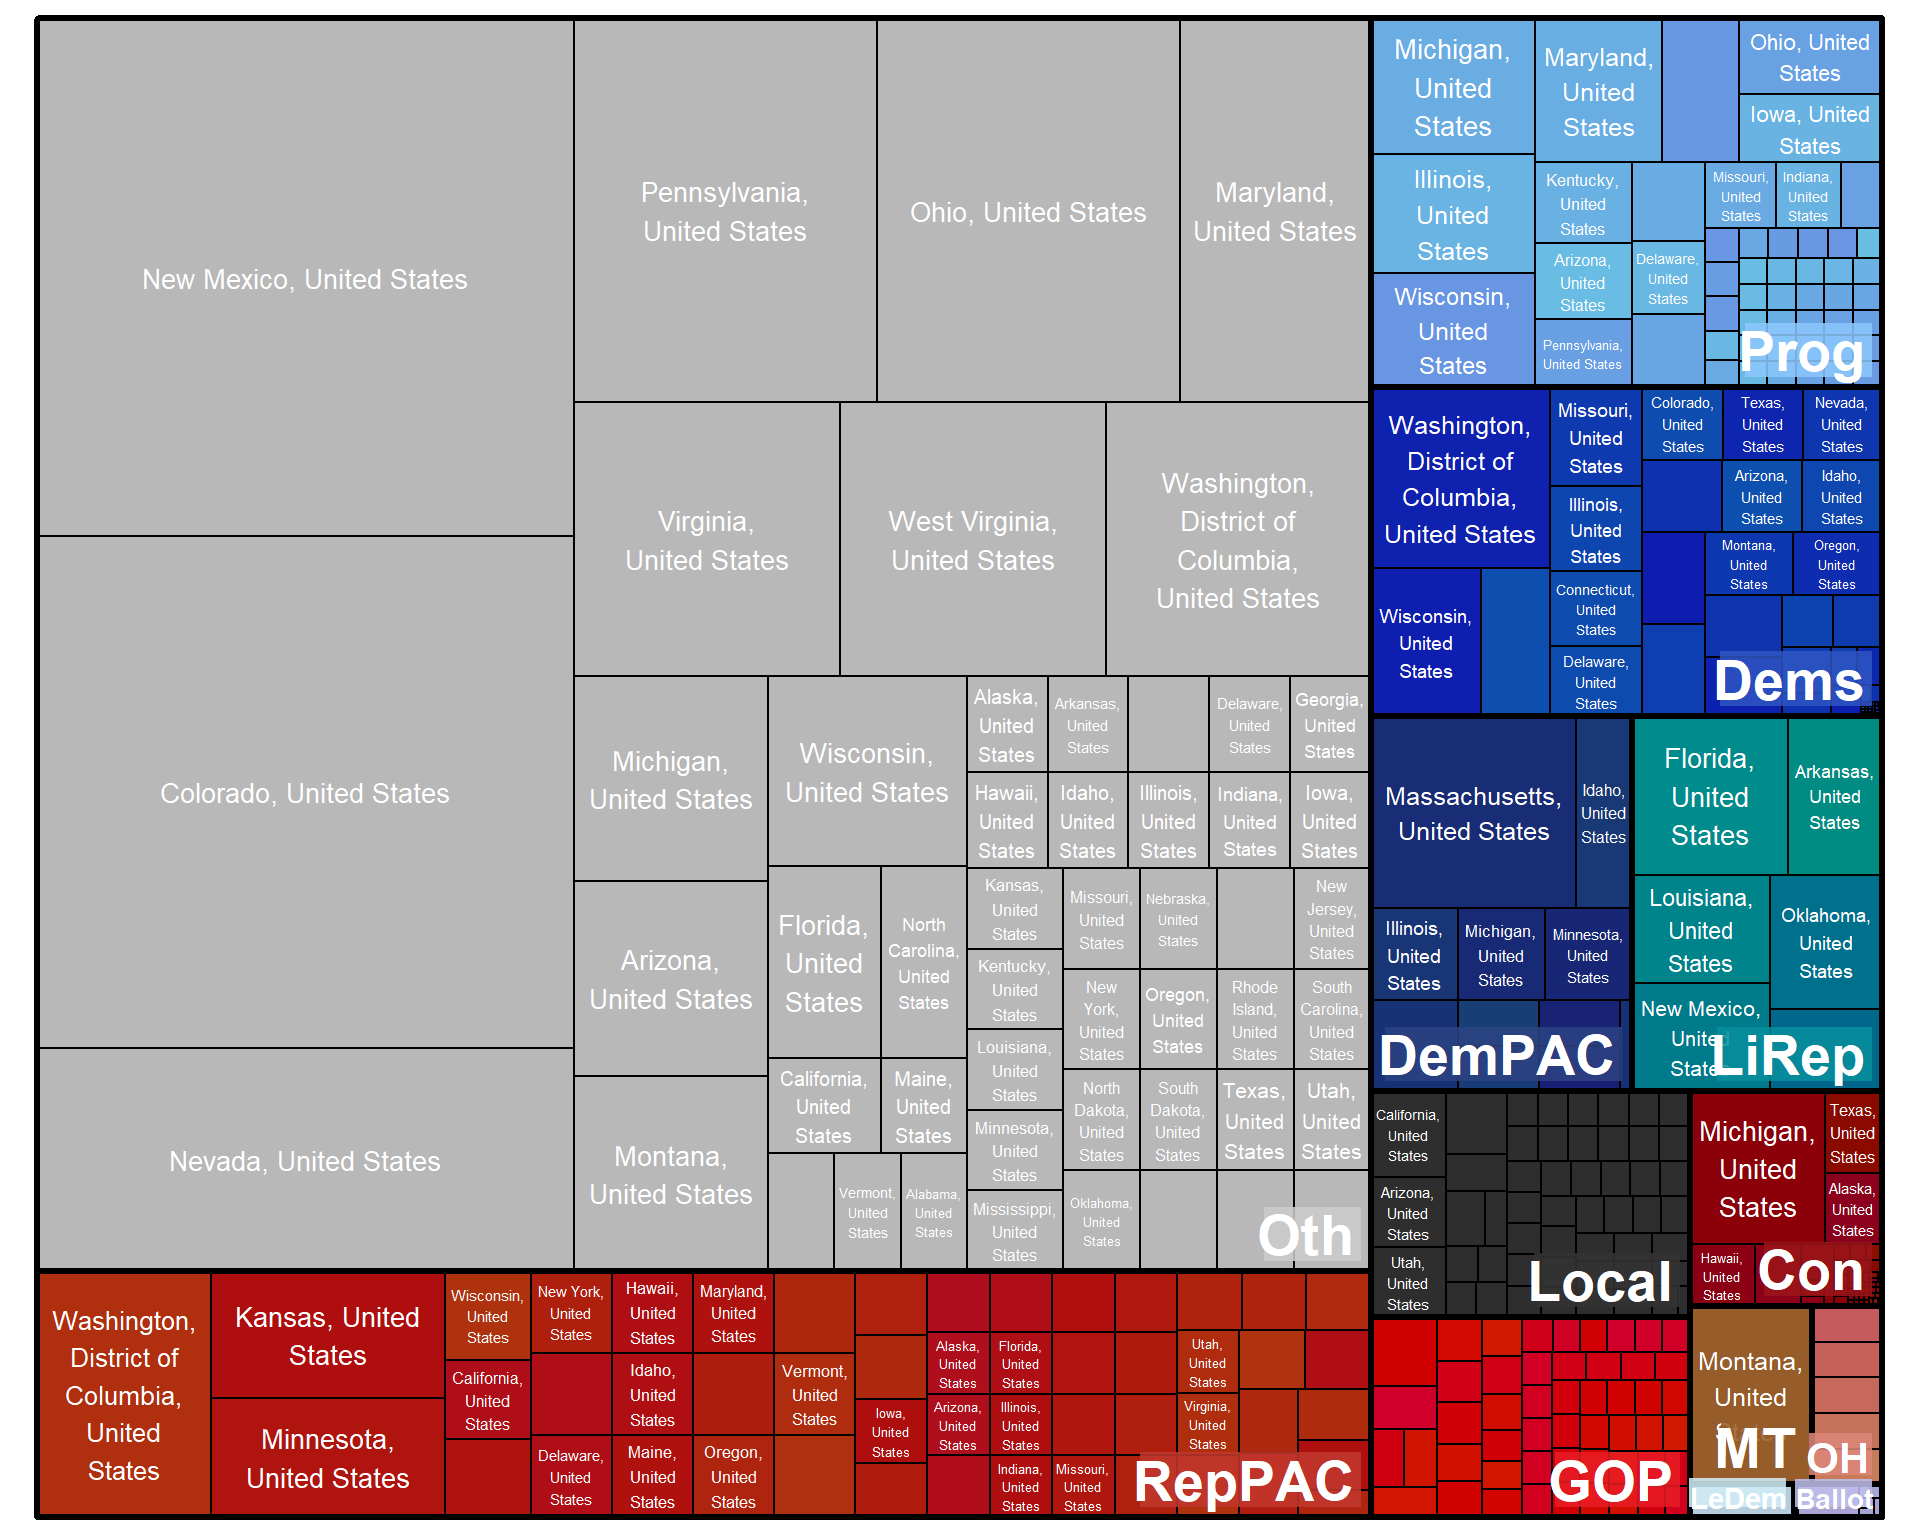 New Mexico, United States
Colorado, United States
Nevada, United States
Pennsylvania,
United States
Ohio, United States
Maryland,
United States
Virginia,
United States
West Virginia,
United States
Washington,
District of
Columbia,
United States
Michigan,
United States
Arizona,
United States
Montana,
United States
Wisconsin,
United States
Florida,
United
States
North
Carolina,
United
States
California,
United
States
Maine,
United
States
Vermont,
United
States
Alabama,
United
States
Alaska,
United
States
Arkansas,
United
States
Delaware,
United
States
Georgia,
United
States
Hawaii,
United
States
Idaho,
United
States
Illinois,
United
States
Indiana,
United
States
Iowa,
United
States
Kansas,
United
States
Kentucky,
United
States
Louisiana,
United
States
Minnesota,
United
States
Mississippi,
United
States
Missouri,
United
States
Nebraska,
United
States
New
Jersey,
United
States
New
York,
United
States
Oregon,
United
States
Rhode
Island,
United
States
South
Carolina,
United
States
North
Dakota,
United
States
South
Dakota,
United
States
Texas,
United
States
Utah,
United
States
Oklahoma,
United
States
Oth
Washington,
District of
Columbia,
United
States
Kansas, United
States
Minnesota,
United States
Wisconsin,
United
States
California,
United
States
New York,
United
States
Delaware,
United
States
Hawaii,
United
States
Idaho,
United
States
Maine,
United
States
Maryland,
United
States
Oregon,
United
States
Vermont,
United
States
Iowa,
United
States
Alaska,
United
States
Arizona,
United
States
Florida,
United
States
Illinois,
United
States
Indiana,
United
States
Missouri,
United
States
Utah,
United
States
Virginia,
United
States
RepPAC
Michigan,
United
States
Illinois,
United
States
Wisconsin,
United
States
Maryland,
United
States
Ohio, United
States
Iowa, United
States
Kentucky,
United
States
Arizona,
United
States
Pennsylvania,
United States
Delaware,
United
States
Missouri,
United
States
Indiana,
United
States
Prog
Washington,
District of
Columbia,
United States
Wisconsin,
United
States
Missouri,
United
States
Illinois,
United
States
Connecticut,
United
States
Delaware,
United
States
Colorado,
United
States
Texas,
United
States
Nevada,
United
States
Arizona,
United
States
Idaho,
United
States
Montana,
United
States
Oregon,
United
States
Dems
Massachusetts,
United States
Idaho,
United
States
Illinois,
United
States
Michigan,
United
States
Minnesota,
United
States
DemPAC
Florida,
United
States
Arkansas,
United
States
Louisiana,
United
States
Oklahoma,
United
States
New Mexico,
United
States
LiRep
California,
United
States
Arizona,
United
States
Utah,
United
States
Local
Michigan,
United
States
Texas,
United
States
Alaska,
United
States
Hawaii,
United
States
Con
GOP
Montana,
United
States
MT
OH
LeDem
Ballot